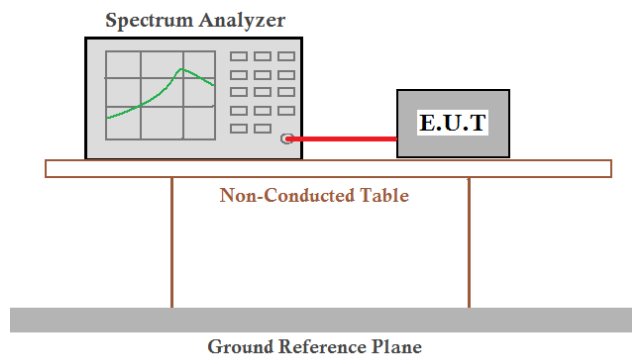 Spectrum Analyzer
E.U.T
Non-Conducted Table
Ground Reference Plane